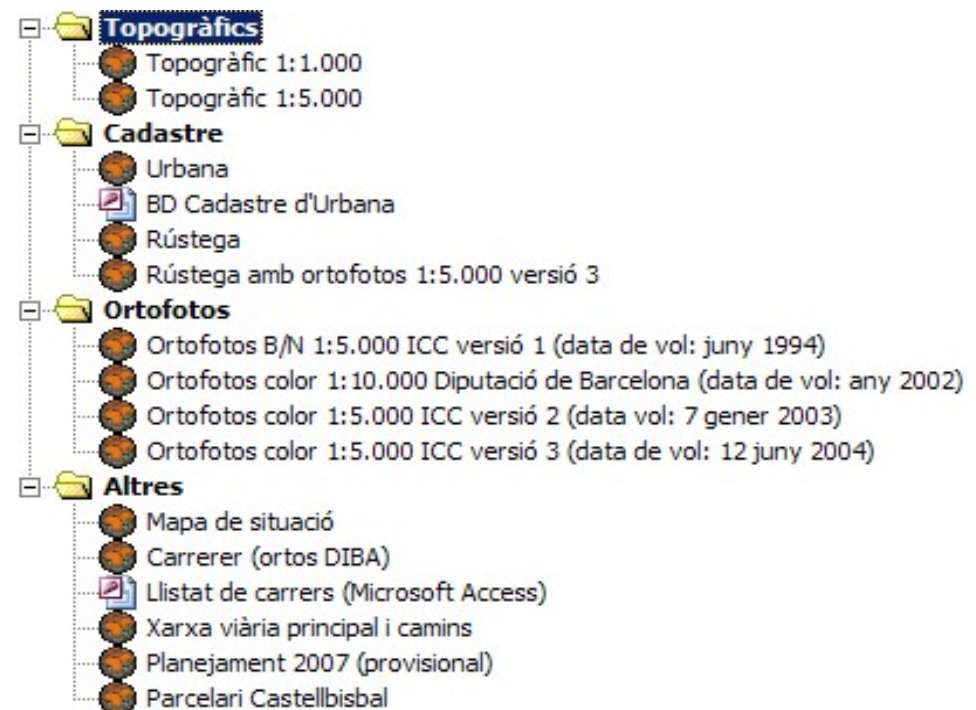 Topogràfics
Topogràfic 1:1.000
Topogràfic 1:5.000
Cadastre
Urbana
BD Cadastre d'Urbana
Rústega
Rústega amb ortofotos 1:5.000 versió 3
Ortofotos
Ortofotos B/N 1:5.000 ICC versió 1 (data de vol: juny 1994)
Ortofotos color 1:10.000 Diputació de Barcelona (data de vol: any 2002)
Ortofotos color 1:5.000 ICC versió 2 (data vol: 7 gener 2003)
Ortofotos color 1:5.000 ICC versió 3 (data de vol: 12 juny 2004)
Altres
Mapa de situació
Carrerer (ortos DIBA)
Llistat de carrers (Microsoft Access)
Xarxa viària principal i camins
Planejament 2007 (provisional)
Parcelari Castellbisbal